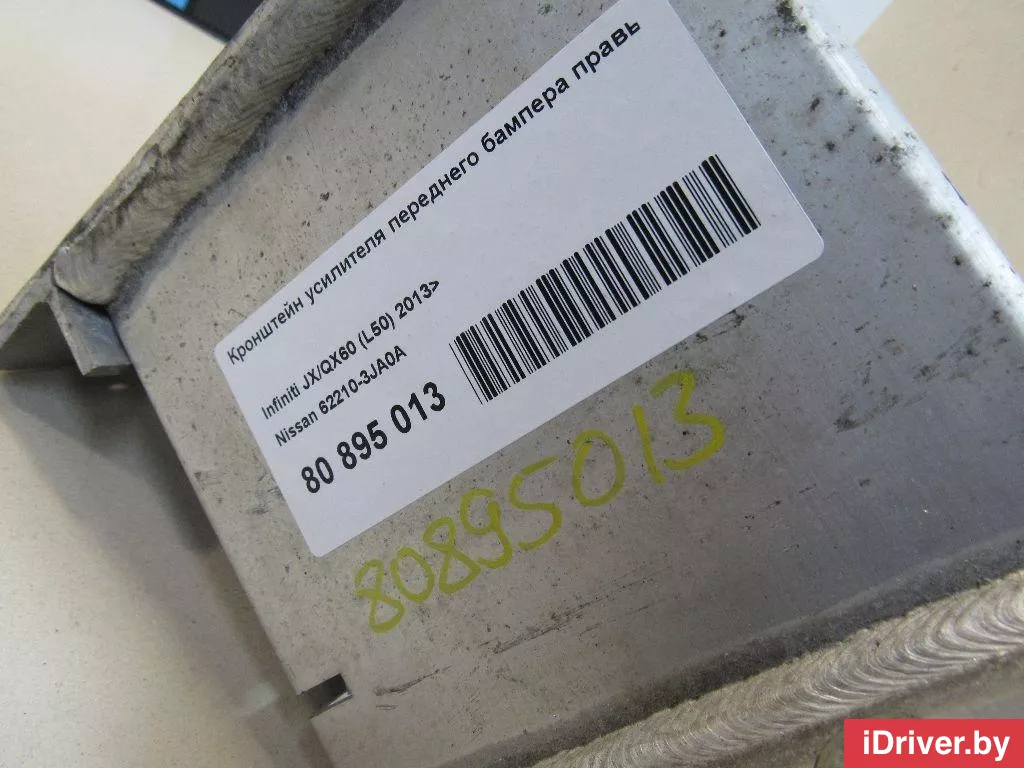 Кронштейн усилителя переднего бампера правь
Infiniti JX/QX60 (L50) 2013>
Nissan 62210-3JA0A
80 895 013
80895013
iDriver.by